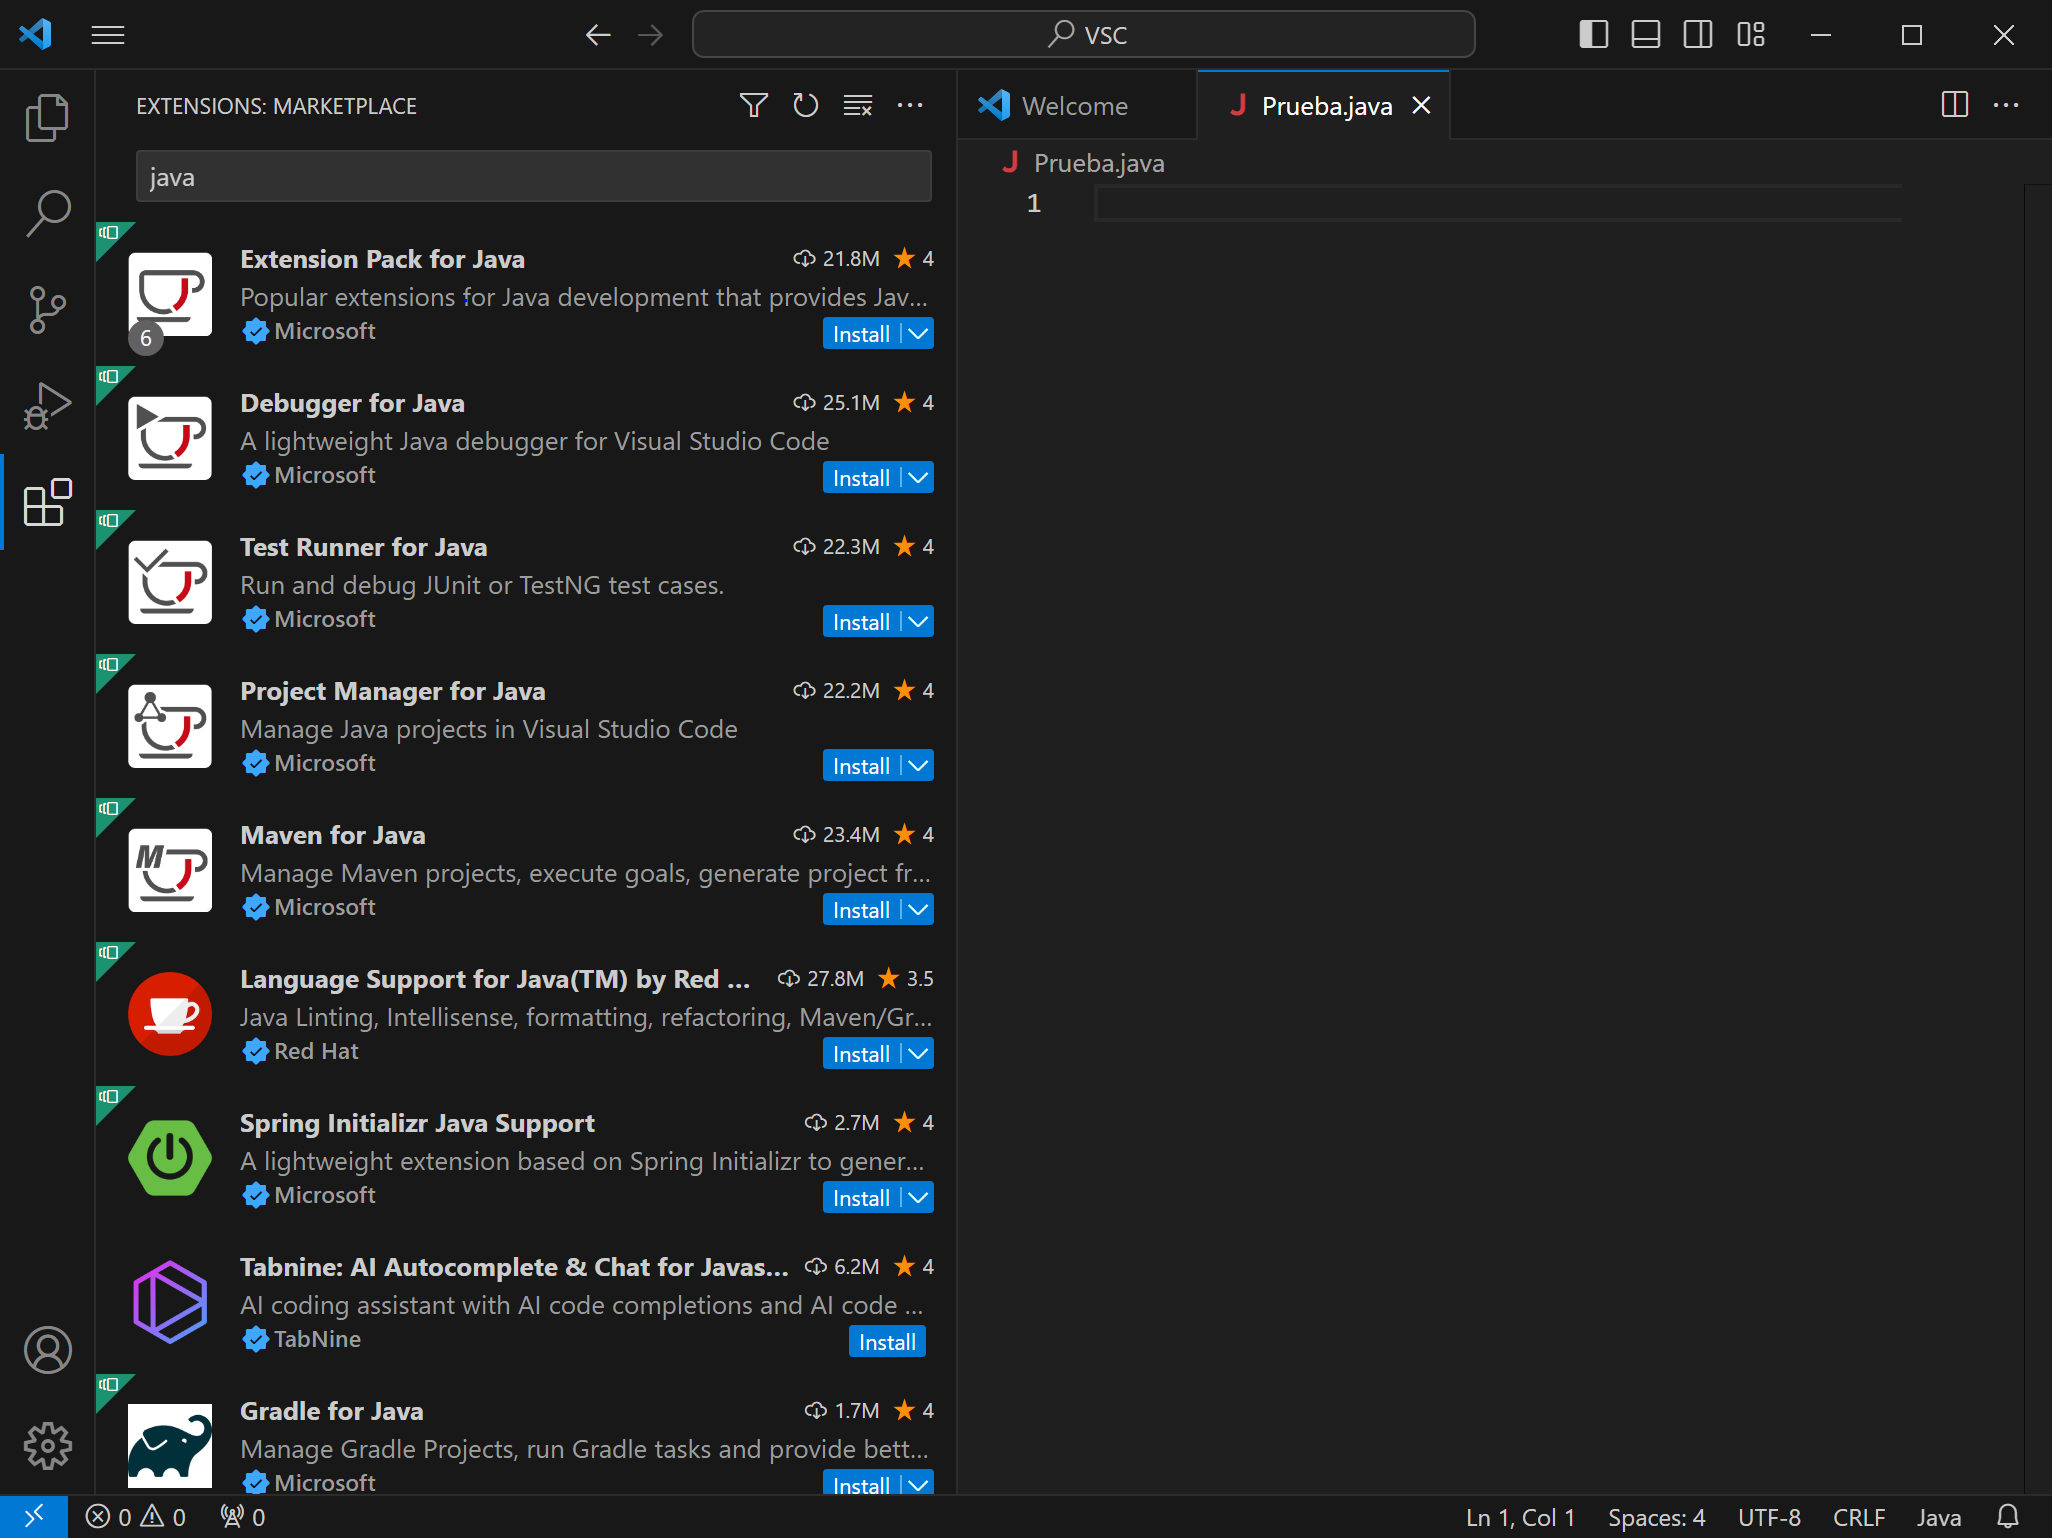 VSC
EXTENSIONS: MARKETPLACE
java
Extension Pack for Java 21.8M 4
Popular extensions for Java development that provides Jav...
Microsoft Install
6
Debugger for Java 25.1M 4
A lightweight Java debugger for Visual Studio Code
Microsoft Install
Test Runner for Java 22.3M 4
Run and debug JUnit or TestNG test cases.
Microsoft Install
Project Manager for Java 22.2M 4
Manage Java projects in Visual Studio Code
Microsoft Install
Maven for Java 23.4M 4
Manage Maven projects, execute goals, generate project fr...
Microsoft Install
Language Support for Java(TM) by Red ... 27.8M 3.5
Java Linting, Intellisense, formatting, refactoring, Maven/Gr...
Red Hat Install
Spring Initializr Java Support 2.7M 4
A lightweight extension based on Spring Initializr to gener...
Microsoft Install
Tabnine: AI Autocomplete & Chat for Javas... 6.2M 4
AI coding assistant with AI code completions and AI code ...
TabNine Install
Gradle for Java 1.7M 4
Manage Gradle Projects, run Gradle tasks and provide bett...
Microsoft Install
Welcome J Prueba.java
J Prueba.java
1
0 0 0 Ln 1, Col 1 Spaces: 4 UTF-8 CRLF Java